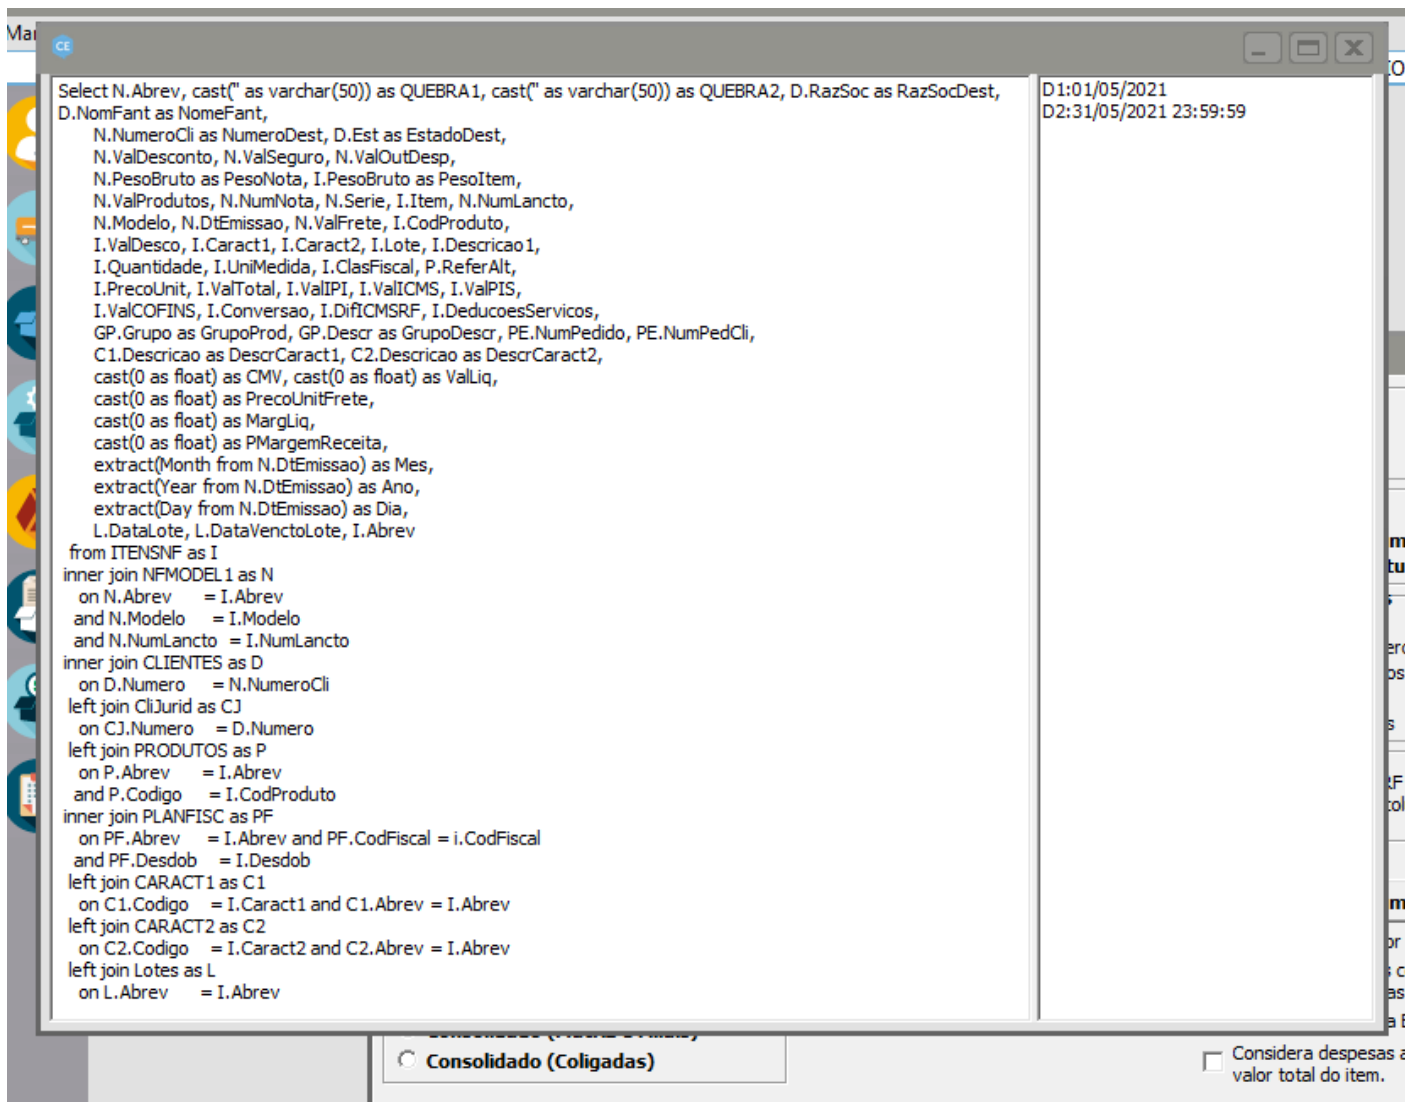 Mai
CE
Select N.Abrev, cast('' as varchar(50)) as QUEBRA1, cast('' as varchar(50)) as QUEBRA2, D.RazSoc as RazSocDest,
D.NomFant as NomeFant,
N.NumeroCli as NumeroDest, D.Est as EstadoDest,
N.ValDesconto, N.ValSeguro, N.ValOutDesp,
N.PesoBruto as PesoNota, I.PesoBruto as PesoItem,
N.ValProdutos, N.NumNota, N.Serie, I.Item, N.NumLancto,
N.Modelo, N.DtEmissao, N.ValFrete, I.CodProduto,
I.ValDesco, I.Caract1, I.Caract2, I.Lote, I.Descricao1,
I.Quantidade, I.UniMedida, I.ClasFiscal, P.ReferAlt,
I.PrecoUnit, I.ValTotal, I.ValIPI, I.ValICMS, I.ValPIS,
I.ValCOFINS, I.Conversao, I.DifICMSRF, I.DeducoesServicos,
GP.Grupo as GrupoProd, GP.Descr as GrupoDescr, PE.NumPedido, PE.NumPedCli,
C1.Descricao as DescrCaract1, C2.Descricao as DescrCaract2,
cast(0 as float) as CMV, cast(0 as float) as ValLiq,
cast(0 as float) as PrecoUnitFrete,
cast(0 as float) as MargLiq,
cast(0 as float) as PMargemReceita,
extract(Month from N.DtEmissao) as Mes,
extract(Year from N.DtEmissao) as Ano,
extract(Day from N.DtEmissao) as Dia,
L.DataLote, L.DataVenctoLote, I.Abrev
from ITENSNF as I
inner join NFMODEL1 as N
on N.Abrev = I.Abrev
and N.Modelo = I.Modelo
and N.NumLancto = I.NumLancto
inner join CLIENTES as D
on D.Numero = N.NumeroCli
left join CliJurid as CJ
on CJ.Numero = D.Numero
left join PRODUTOS as P
on P.Abrev = I.Abrev
and P.Codigo = I.CodProduto
inner join PLANFISC as PF
on PF.Abrev = I.Abrev and PF.CodFiscal = i.CodFiscal
and PF.Desdob = I.Desdob
left join CARACT1 as C1
on C1.Codigo = I.Caract1 and C1.Abrev = I.Abrev
left join CARACT2 as C2
on C2.Codigo = I.Caract2 and C2.Abrev = I.Abrev
left join Lotes as L
on L.Abrev = I.Abrev
D1:01/05/2021
D2:31/05/2021 23:59:59
Consolidado (Coligadas)
Considera despesas a
valor total do item.